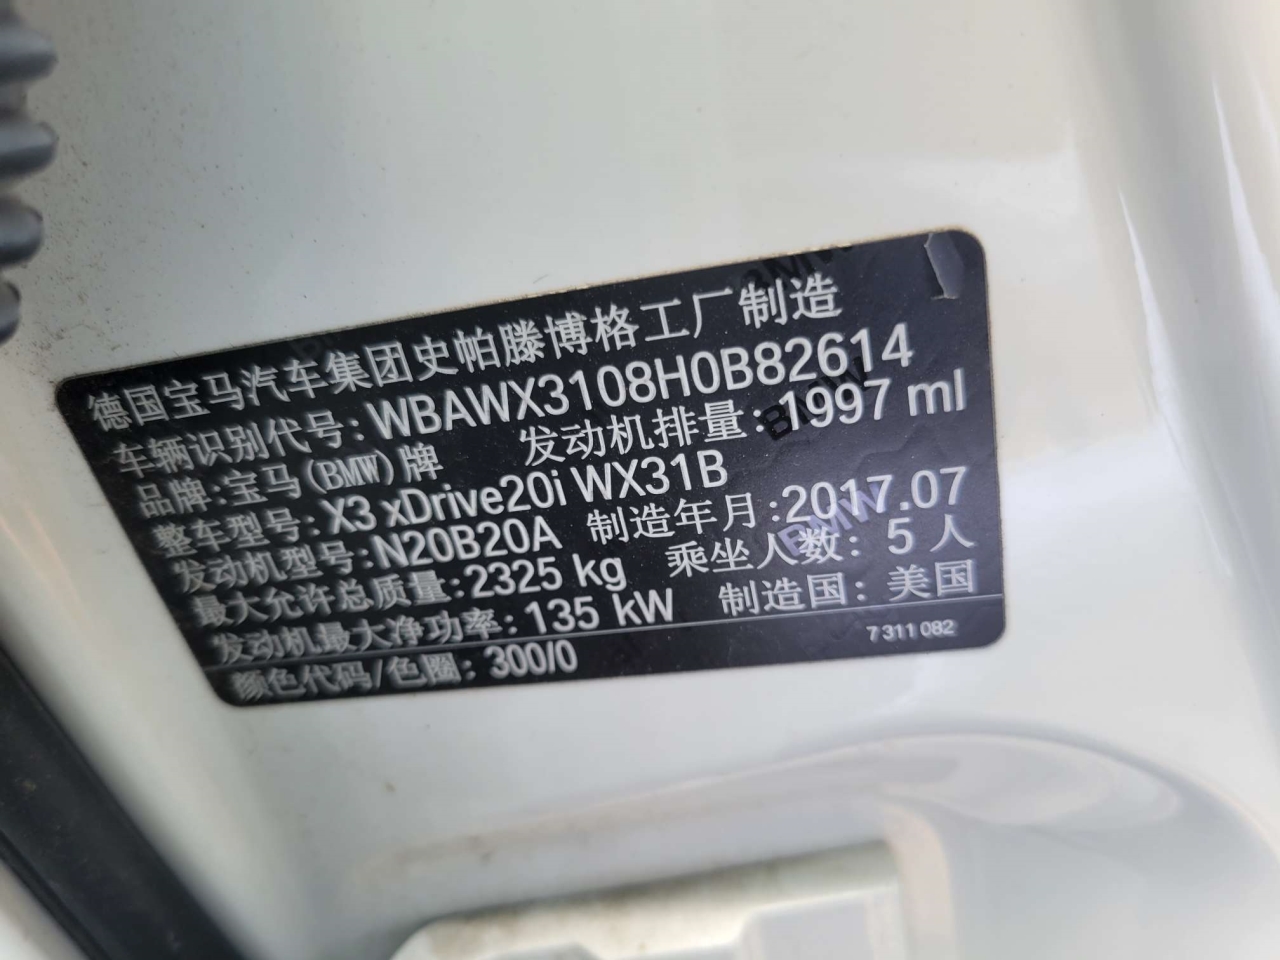 德国宝马汽车集团史帕滕博格工厂制造
车辆识别代号: WBAWX3108H0B82614
品牌: 宝马(BMW)牌 发动机排量: 1997 ml
整车型号: X3 xDrive20i WX31B
发动机型号: N20B20A 制造年月: 2017.07
最大允许总质量: 2325 kg 乘坐人数: 5 人
发动机最大净功率: 135 kW 制造国: 美国
颜色代码/色圈: 300/0 7 311 082
BMW
BMW
BMW